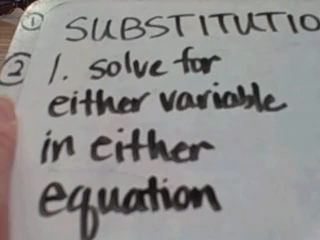 ① SUBSTITUTIO
② 1. solve for
either variable
in either
equation